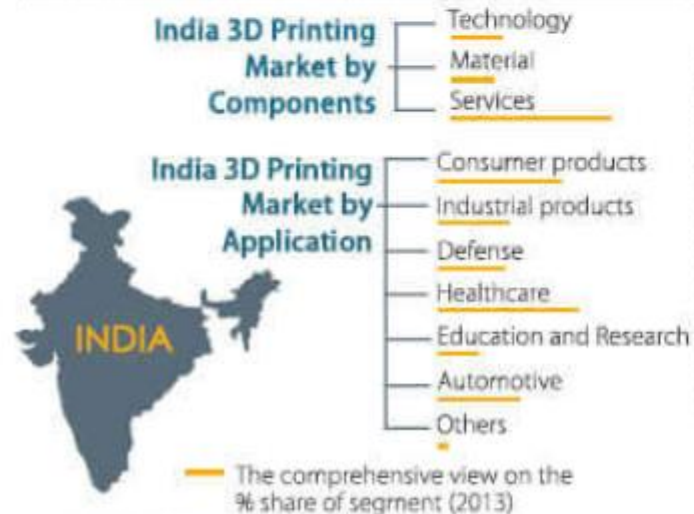 India 3D Printing
Market by
Components
Technology
Material
Services
India 3D Printing
Market by
Application
Consumer products
Industrial products
Defense
Healthcare
Education and Research
Automotive
Others
INDIA
The comprehensive view on the
% share of segment (2013)